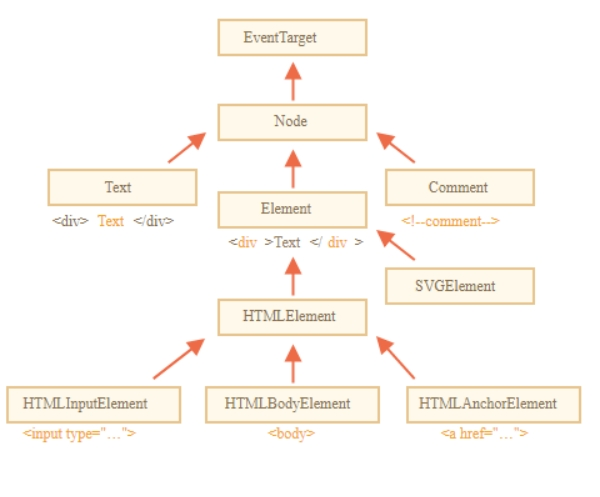 EventTarget
Node
Text
Element
Comment
<div> Text </div>
<div >Text </ div >
<!--comment-->
SVGElement
HTMLElement
HTMLInputElement
HTMLBodyElement
HTMLAnchorElement
<input type="...">
<body>
<a href="...">